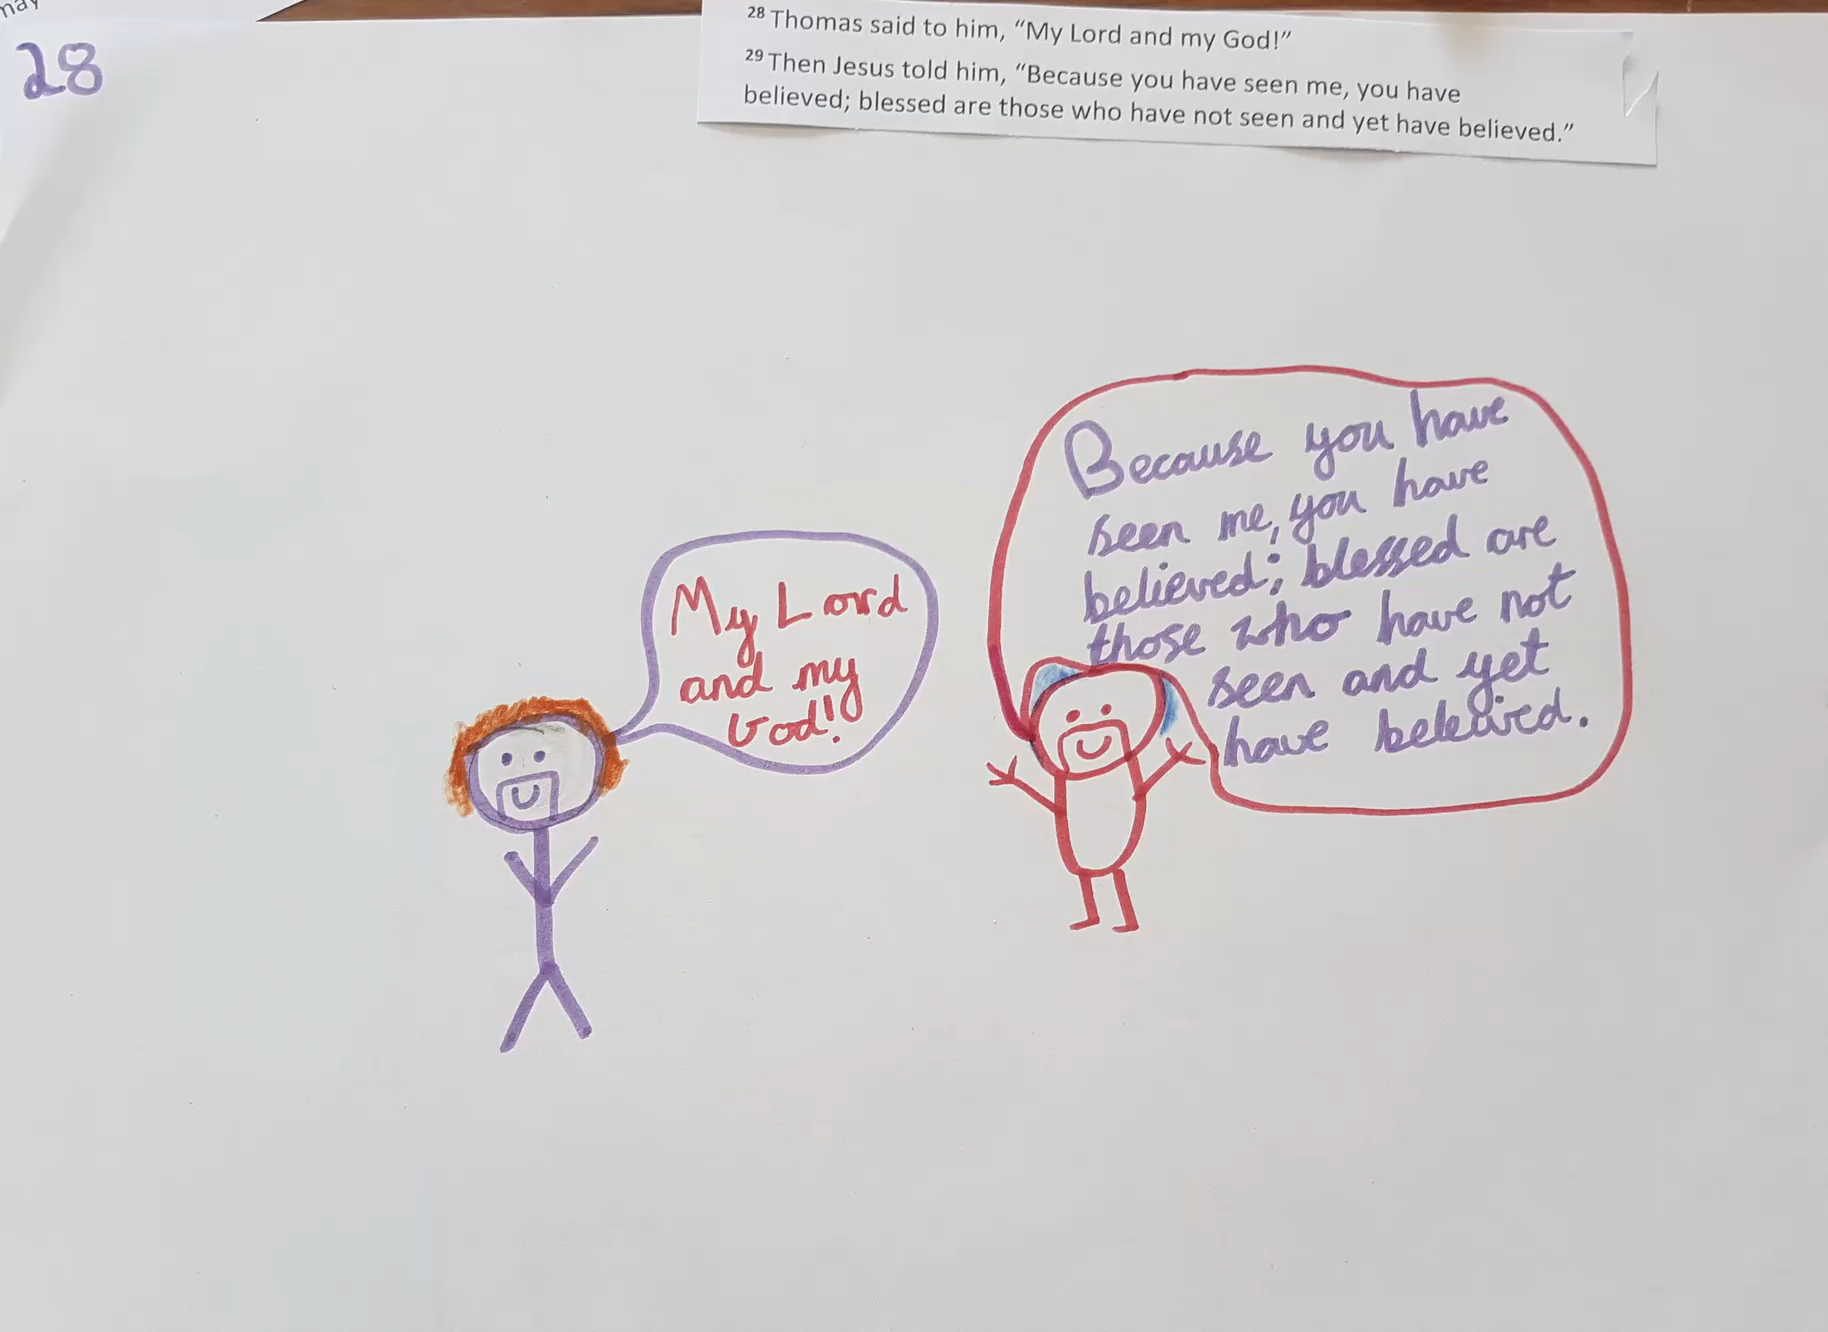 may
28
28 Thomas said to him, “My Lord and my God!”
29 Then Jesus told him, “Because you have seen me, you have
believed; blessed are those who have not seen and yet have believed.”
My Lord
and my
God!
Because you have
seen me, you have
believed; blessed are
those who have not
seen and yet
have beleived.